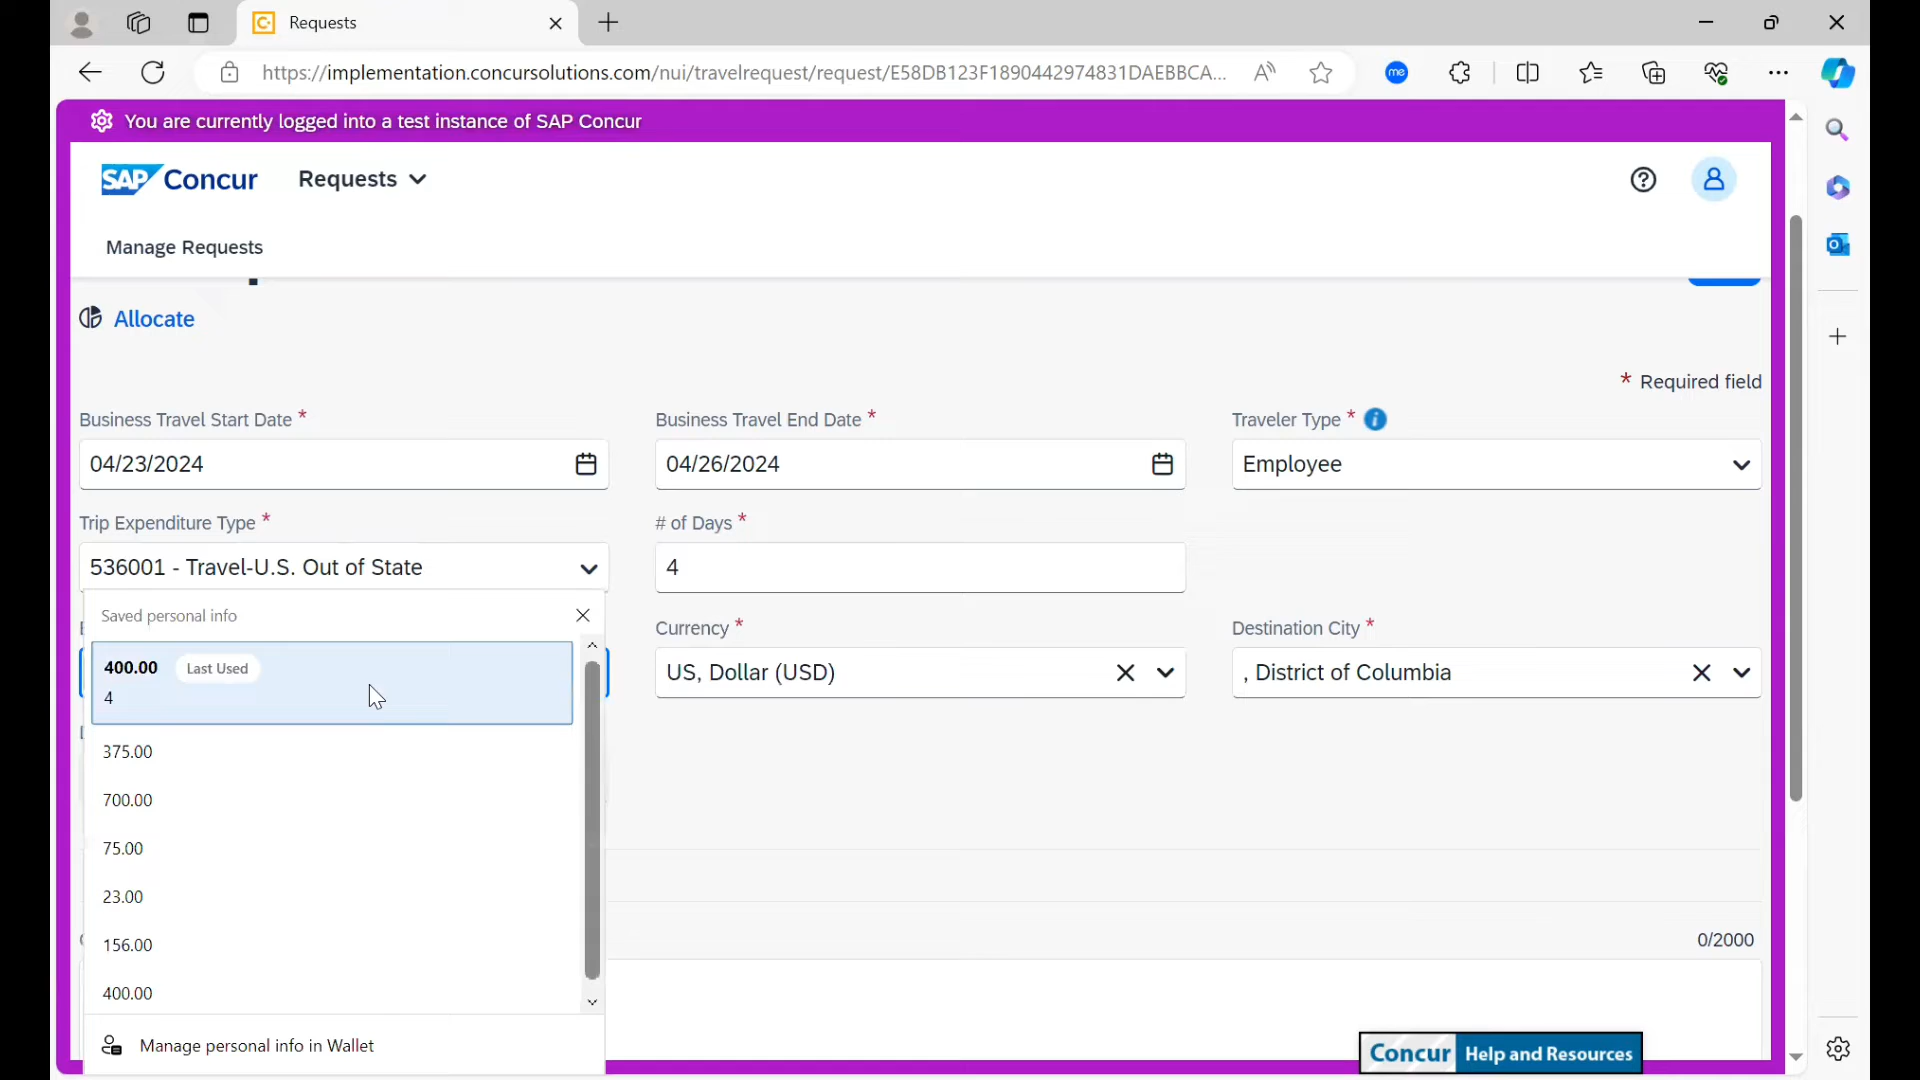 Requests
https://implementation.concursolutions.com/nui/travelrequest/request/E58DB123F1890442974831DAEBBCA...
me
You are currently logged into a test instance of SAP Concur
SAP Concur
Requests
Manage Requests
Allocate
* Required field
Business Travel Start Date *
Business Travel End Date *
Traveler Type *
04/23/2024
04/26/2024
Employee
Trip Expenditure Type *
# of Days *
536001 - Travel-U.S. Out of State
4
Saved personal info
Currency *
Destination City *
400.00 Last Used
4
US, Dollar (USD)
, District of Columbia
375.00
700.00
75.00
23.00
156.00
0/2000
400.00
Manage personal info in Wallet
Concur Help and Resources